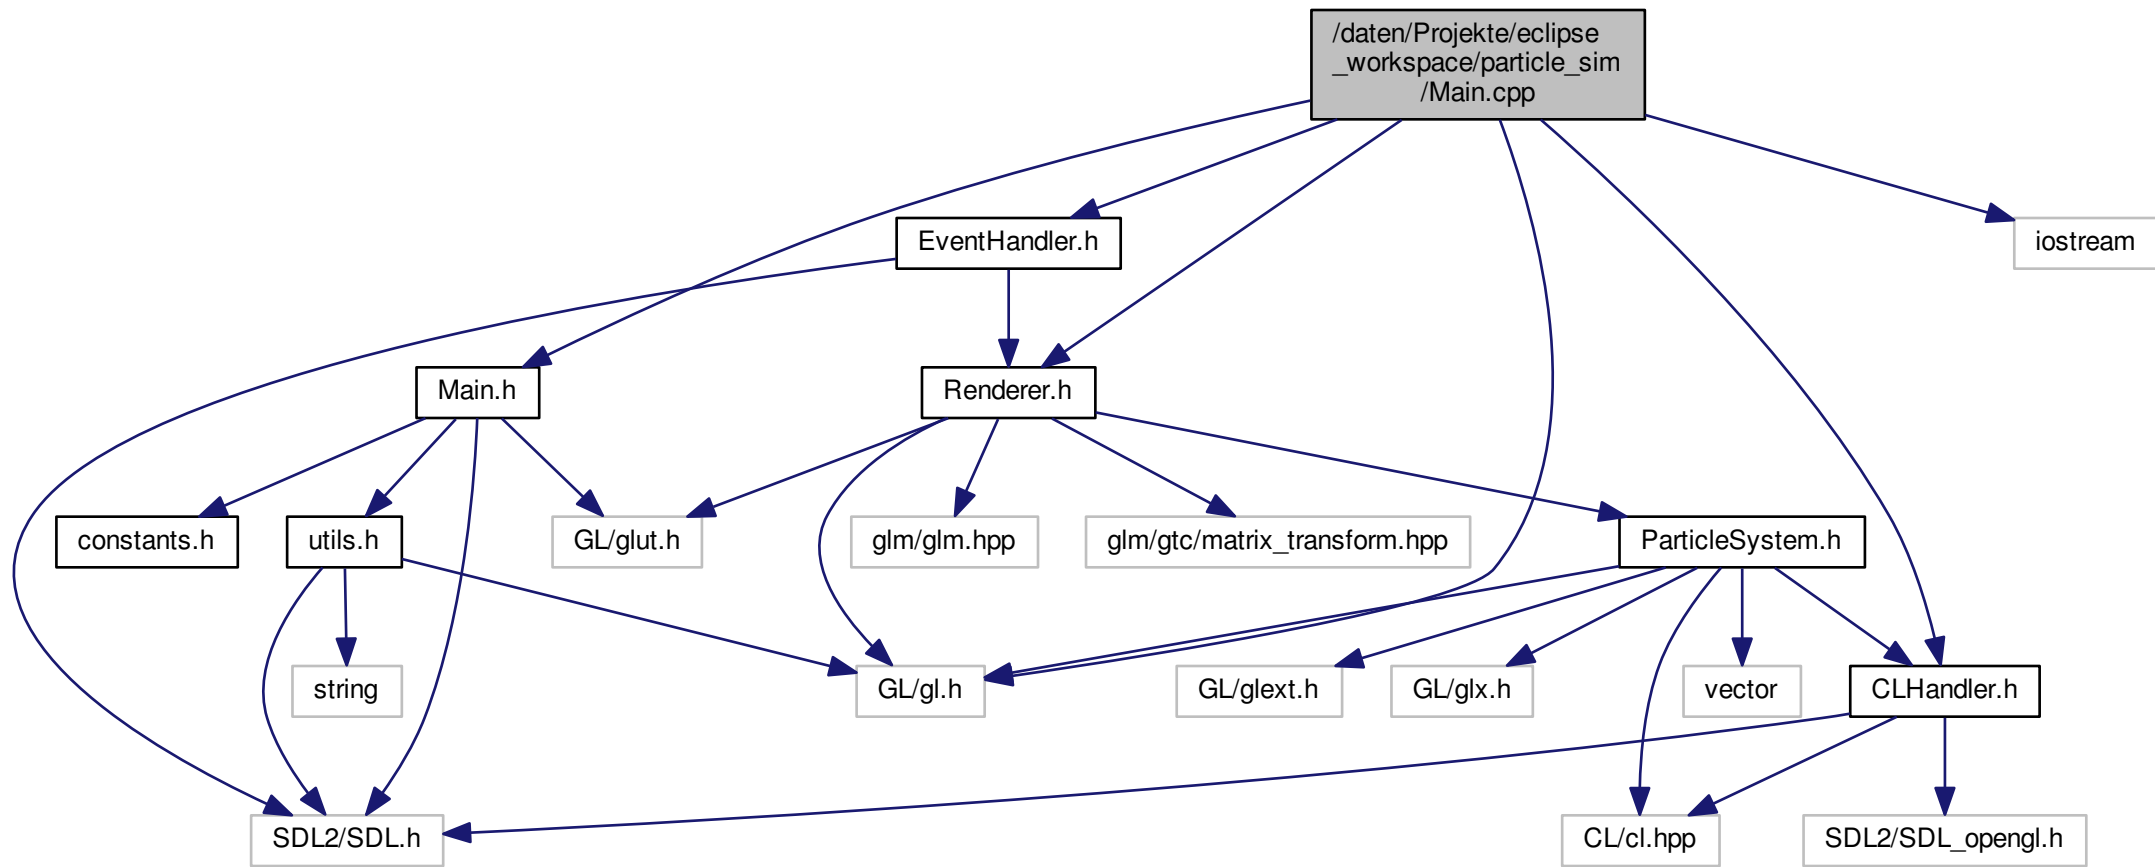 /daten/Projekte/eclipse
_workspace/particle_sim
/Main.cpp
EventHandler.h
iostream
Main.h
Renderer.h
constants.h
utils.h
GL/glut.h
glm/glm.hpp
glm/gtc/matrix_transform.hpp
ParticleSystem.h
string
GL/gl.h
GL/glext.h
GL/glx.h
vector
CLHandler.h
SDL2/SDL.h
CL/cl.hpp
SDL2/SDL_opengl.h